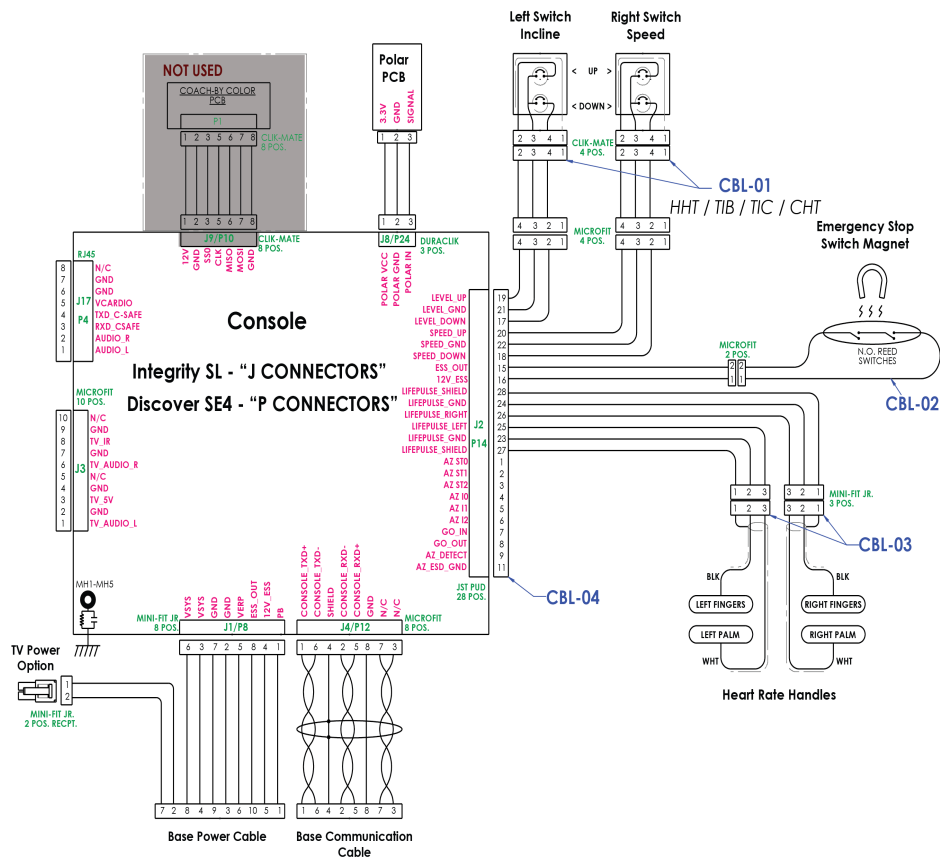 Left Switch
Incline
Right Switch
Speed
NOT USED
COACH-BY COLOR
PCB
P1
1 2 3 5 4 6 7 8
CLIK-MATE
8 POS.
1 2 3 5 4 6 7 8
J9/P10
CLIK-MATE
8 POS.
12V
GND
SS0
CLK
MISO
MOSI
GND
Polar
PCB
3.3V
GND
SIGNAL
1 2 3
1 2 3
J8/P24
DURACLIK
3 POS.
POLAR VCC
POLAR GND
POLAR IN
< UP >
< DOWN >
2 3 4 1
2 3 4 1
CLIK-MATE
4 POS.
2 3 4 1
2 3 4 1
CBL-01
HHT / TIB / TIC / CHT
4 3 2 1
4 3 2 1
MICROFIT
4 POS.
4 3 2 1
4 3 2 1
Emergency Stop
Switch Magnet
N.O. REED
SWITCHES
MICROFIT
2 POS.
2 2
1 1
CBL-02
RJ45
8 N/C
7 GND
6 GND
5 VCARDIO
4 TXD_C-SAFE
3 RXD_CSAFE
2 AUDIO_R
1 AUDIO_L
J17
P4
Console
Integrity SL - “J CONNECTORS”
Discover SE4 - “P CONNECTORS”
MICROFIT
10 POS.
10 N/C
9 GND
8 TV_IR
7 GND
6 TV_AUDIO_R
5 N/C
4 GND
3 TV_5V
2 GND
1 TV_AUDIO_L
J3
LEVEL_UP 19
LEVEL_GND 21
LEVEL_DOWN 17
SPEED_UP 20
SPEED_GND 22
SPEED_DOWN 18
ESS_OUT 15
12V_ESS 16
LIFEPULSE_SHIELD 28
LIFEPULSE_GND 24
LIFEPULSE_RIGHT 26
LIFEPULSE_LEFT 25
LIFEPULSE_GND 23
LIFEPULSE_SHIELD 27
AZ ST0 1
AZ ST1 2
AZ ST2 3
AZ I0 4
AZ I1 5
AZ I2 6
GO_IN 7
GO_OUT 8
AZ_DETECT 9
AZ_ESD_GND 11
J2
P14
JST PUD
28 POS.
CBL-04
1 2 3
1 2 3
3 2 1
3 2 1
MINI-FIT JR.
3 POS.
CBL-03
BLK
BLK
LEFT FINGERS
RIGHT FINGERS
LEFT PALM
RIGHT PALM
WHT
WHT
Heart Rate Handles
MH1-MH5
MINI-FIT JR
8 POS.
VSYS
VSYS
GND
GND
VERP
ESS_OUT
12V_ESS
PB
J1/P8
6 3 7 2 5 8 4 1
CONSOLE_TXD+
CONSOLE_TXD-
SHIELD
CONSOLE_RXD-
CONSOLE_RXD+
GND
N/C
N/C
J4/P12
MICROFIT
8 POS.
1 6 4 2 5 8 7 3
TV Power
Option
1
2
MINI-FIT JR.
2 POS. RECPT.
7 2 8 4 9 3 6 10 5 1
1 6 4 2 5 8 7 3
Base Power Cable
Base Communication
Cable